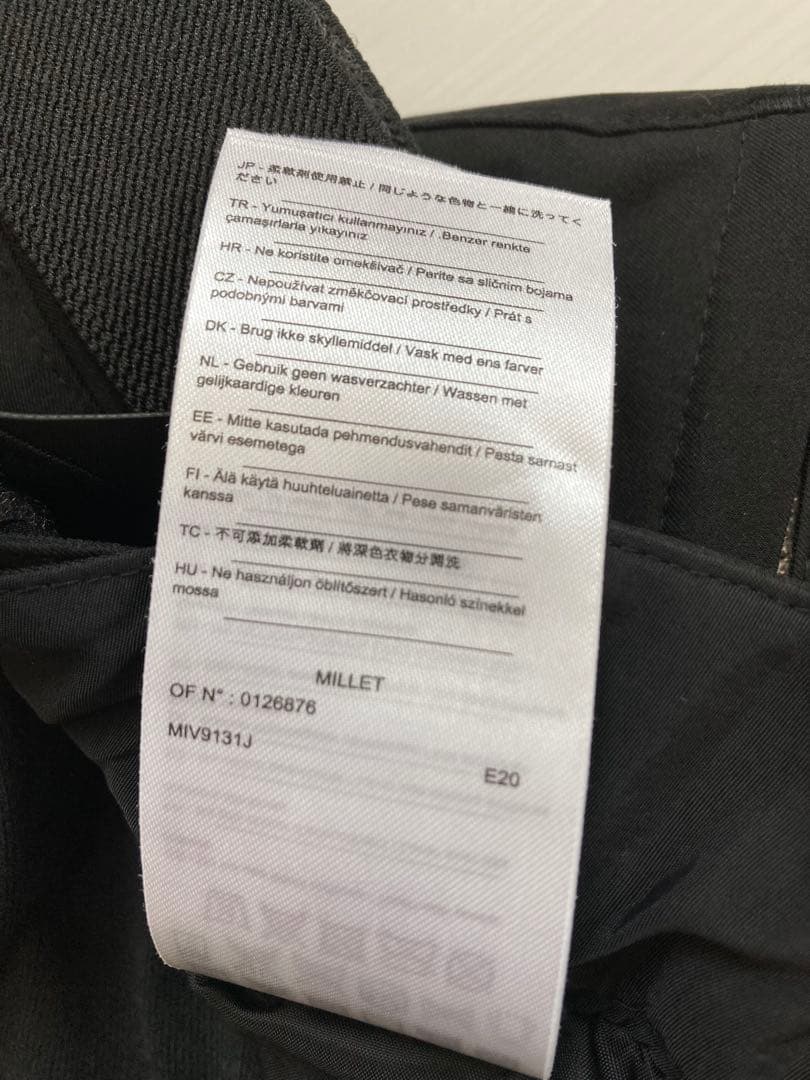 JP - 柔軟剤使用禁止 / 同じような色物と一緒に洗ってく
ださい
TR - Yumuşatıcı kullanmayınız / .Benzer renkte
çamaşırlarla yıkayınız
HR - Ne koristite omekšivač / Perite sa sličnim bojama
CZ - Nepoužívat změkčovací prostředky / Prát s
podobnými barvami
DK - Brug ikke skyllemiddel / Vask med ens farver
NL - Gebruik geen wasverzachter / Wassen met
gelijkaardige kleuren
EE - Mitte kasutada pehmendusvahendit / Pesta sarnast
värvi esemetega
FI - Älä käytä huuhteluainetta / Pese samanväristen
kanssa
TC - 不可添加柔軟劑 / 將深色衣物分開洗
HU - Ne használjon öblítőszert / Hasonló színekkel
mossa
MILLET
OF N° : 0126876
MIV9131J
E20